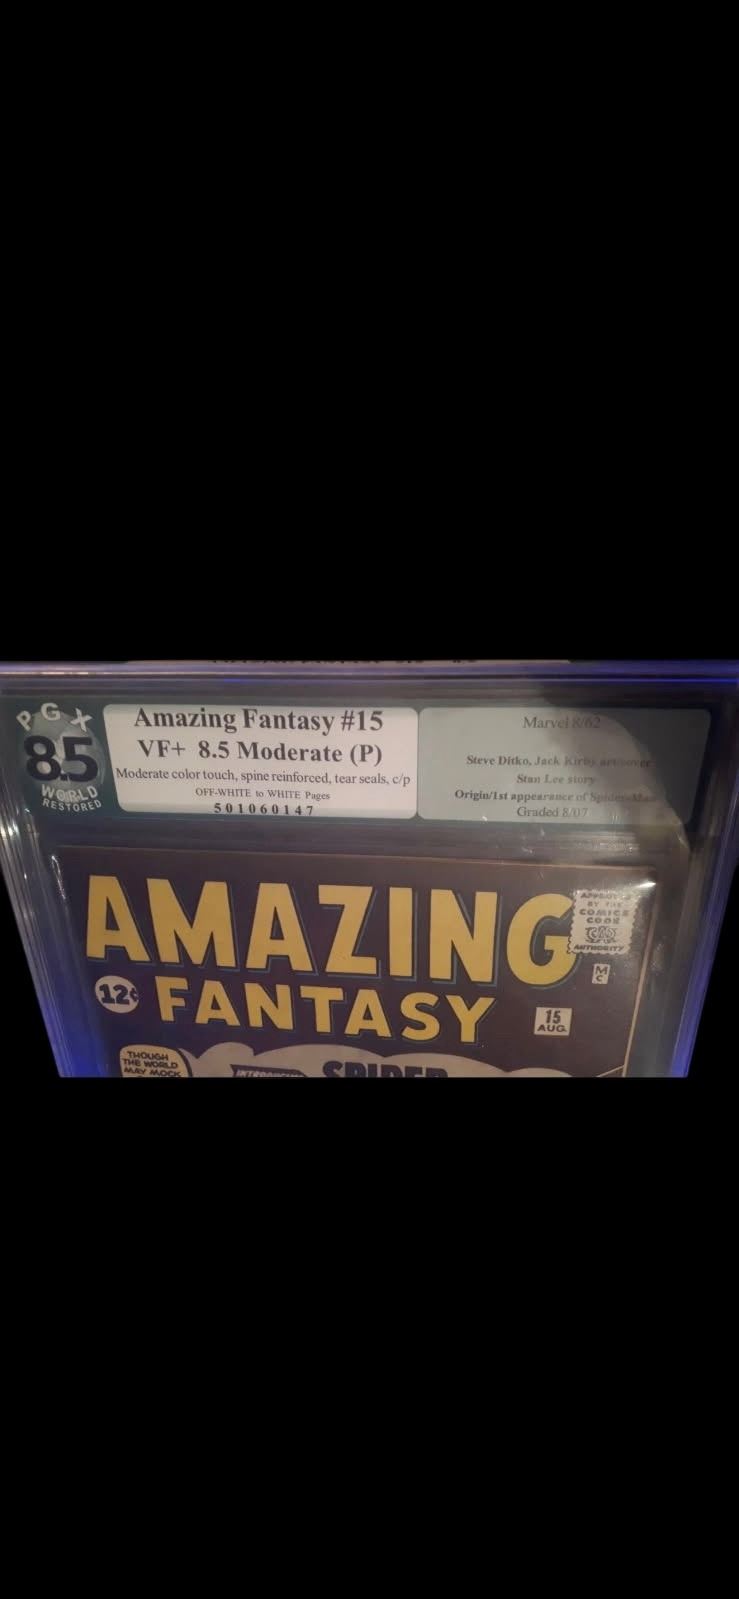 PGX
8.5
WORLD
RESTORED
Amazing Fantasy #15
VF+ 8.5 Moderate (P)
Moderate color touch, spine reinforced, tear seals, c/p
OFF-WHITE to WHITE Pages
501060147
Marvel 8/62
Steve Ditko, Jack Kirby art/cover
Stan Lee story
Origin/1st appearance of Spider-Man
Graded 8/07
AMAZING
FANTASY
12¢
APPROVED
BY THE
COMICS
CODE
AUTHORITY
MC
15
AUG.
THOUGH
THE WORLD
MAY MOCK
INTRODUCING
SPIDER